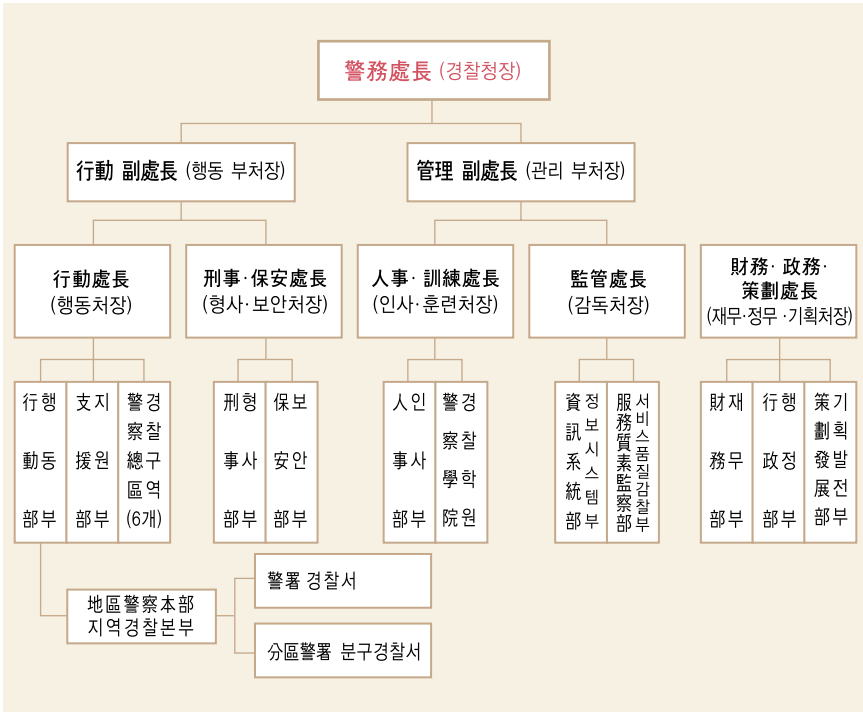 警務處長 (경찰청장)
行動 副處長 (행동 부처장)
管理 副處長 (관리 부처장)
行動處長
(행동처장)
刑事·保安處長
(형사·보안처장)
人事·訓練處長
(인사·훈련처장)
監管處長
(감독처장)
財務·政務·
策劃處長
(재무·정무·기획처장)
行動部
행동부
支援部
지원부
警察總區
경찰구역
(6개)
刑事部
형사부
保安部
보안부
人事部
인사부
警察學院
경찰학원
資訊系統部
정보시스템부
服務質素監察部
서비스품질감찰부
財務部
재무부
行政部
행정부
策劃發展部
기획발전부
地區警察本部
지역경찰본부
警署 경찰서
分區警署 분구경찰서